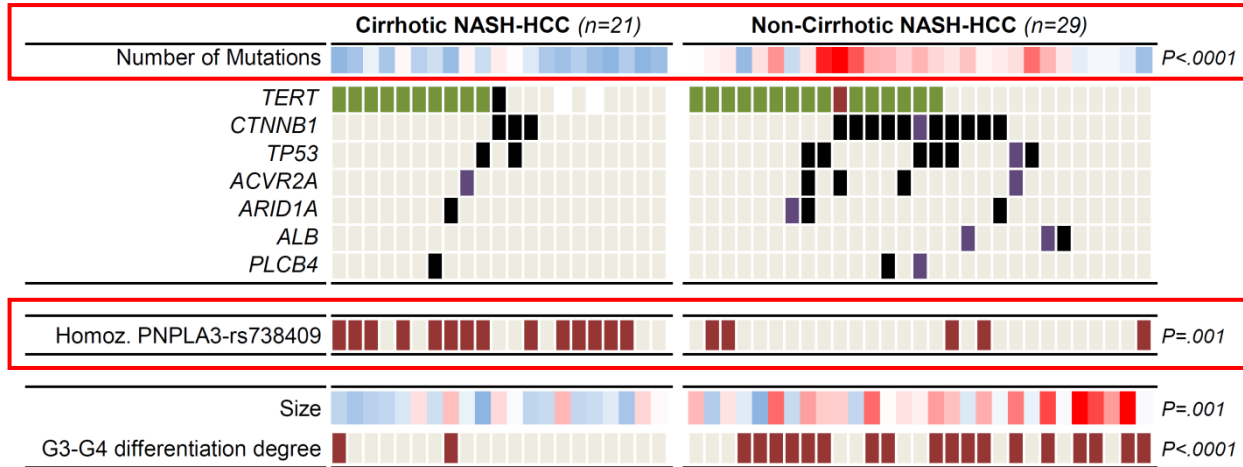 Cirrhotic NASH-HCC (n=21) Non-Cirrhotic NASH-HCC (n=29)
Number of Mutations P<.0001
TERT
CTNNB1
TP53
ACVR2A
ARID1A
ALB
PLCB4
Homoz. PNPLA3-rs738409 P=.001
Size P=.001
G3-G4 differentiation degree P<.0001